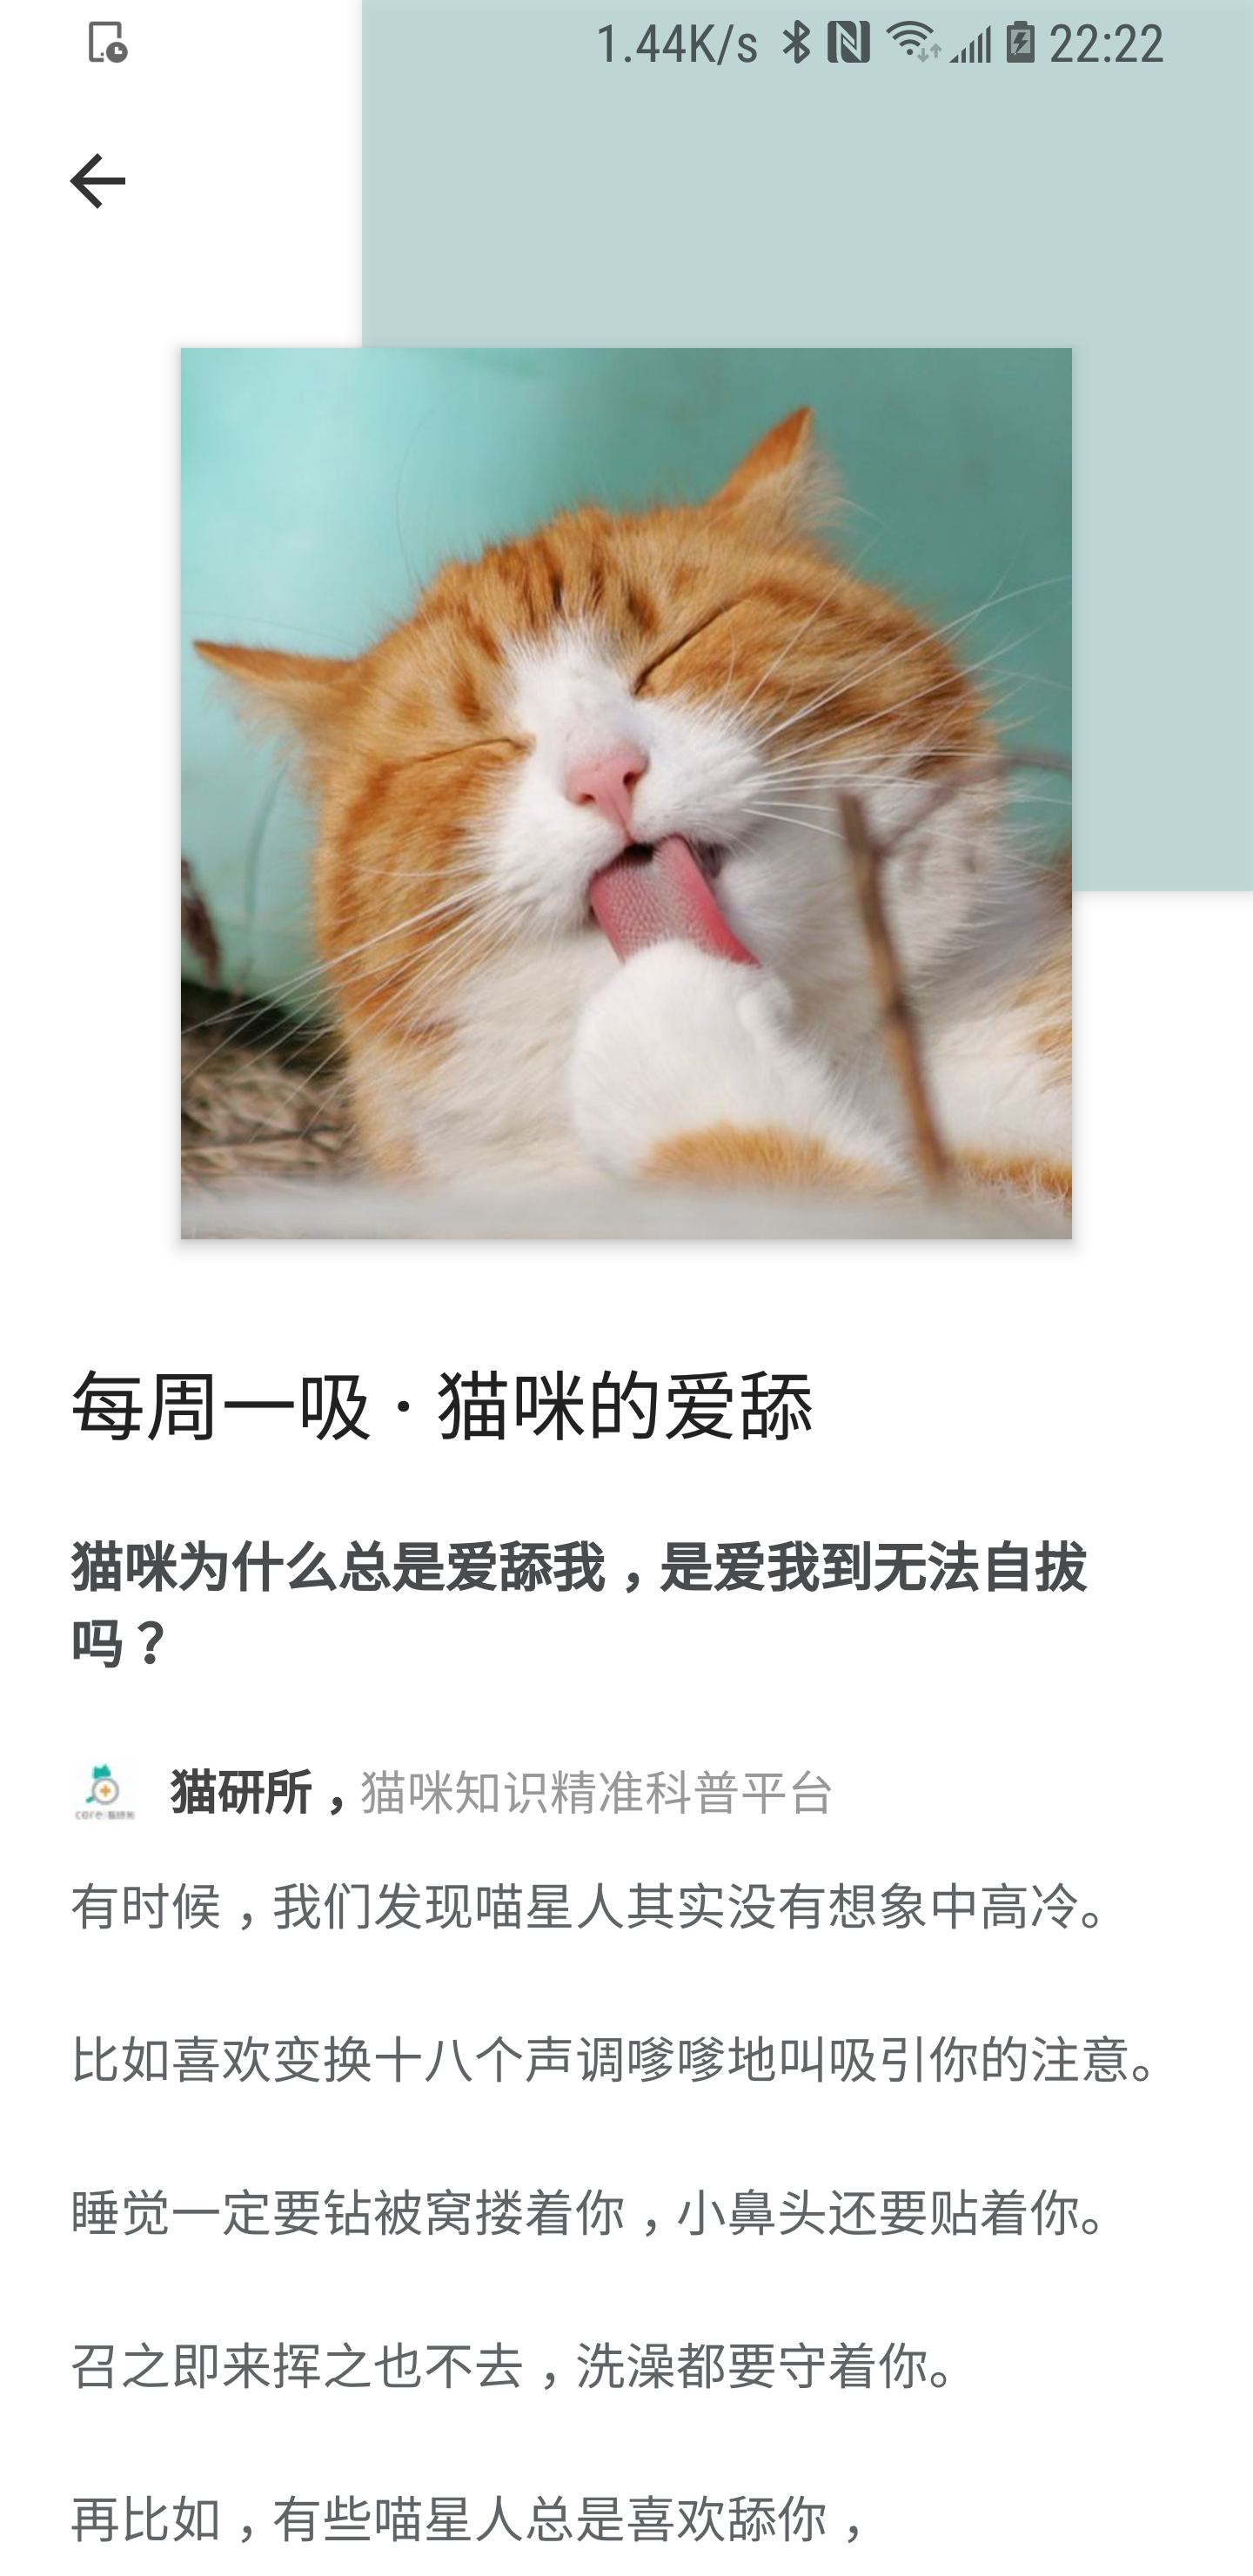 1.44K/s 22:22
每周一吸 · 猫咪的爱舔
猫咪为什么总是爱舔我，是爱我到无法自拔
吗？
core 猫研所
猫研所，猫咪知识精准科普平台
有时候，我们发现喵星人其实没有想象中高冷。
比如喜欢变换十八个声调嗲嗲地叫吸引你的注意。
睡觉一定要钻被窝搂着你，小鼻头还要贴着你。
召之即来挥之也不去，洗澡都要守着你。
再比如，有些喵星人总是喜欢舔你，